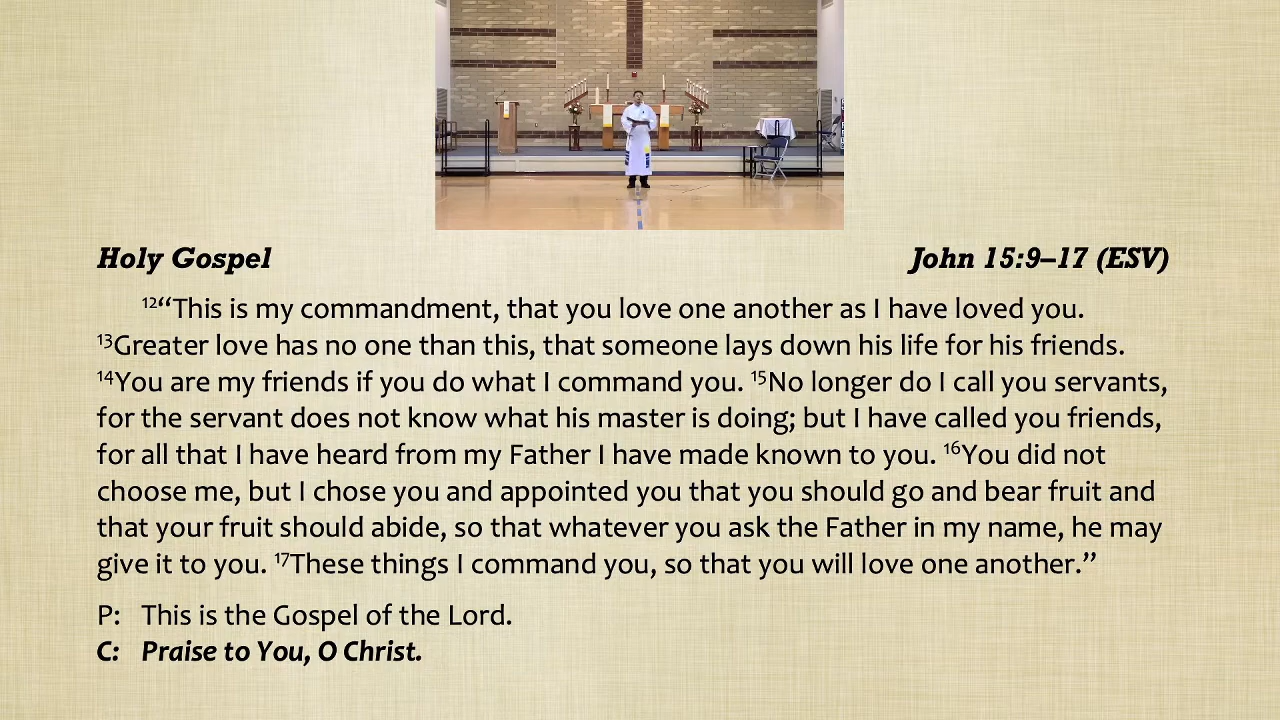 Holy Gospel John 15:9–17 (ESV)
¹²“This is my commandment, that you love one another as I have loved you.
¹³Greater love has no one than this, that someone lays down his life for his friends.
¹⁴You are my friends if you do what I command you. ¹⁵No longer do I call you servants,
for the servant does not know what his master is doing; but I have called you friends,
for all that I have heard from my Father I have made known to you. ¹⁶You did not
choose me, but I chose you and appointed you that you should go and bear fruit and
that your fruit should abide, so that whatever you ask the Father in my name, he may
give it to you. ¹⁷These things I command you, so that you will love one another.”
P: This is the Gospel of the Lord.
C: Praise to You, O Christ.